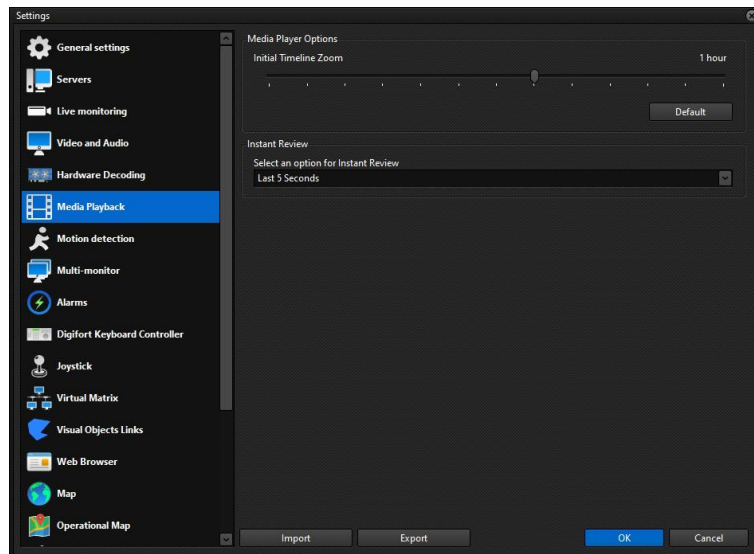 Settings
General settings
Servers
Live monitoring
Video and Audio
Hardware Decoding
Media Playback
Motion detection
Multi-monitor
Alarms
Digifort Keyboard Controller
Joystick
Virtual Matrix
Visual Objects Links
Web Browser
Map
Operational Map
Media Player Options
Initial Timeline Zoom 1 hour
Default
Instant Review
Select an option for Instant Review
Last 5 Seconds
Import Export OK Cancel